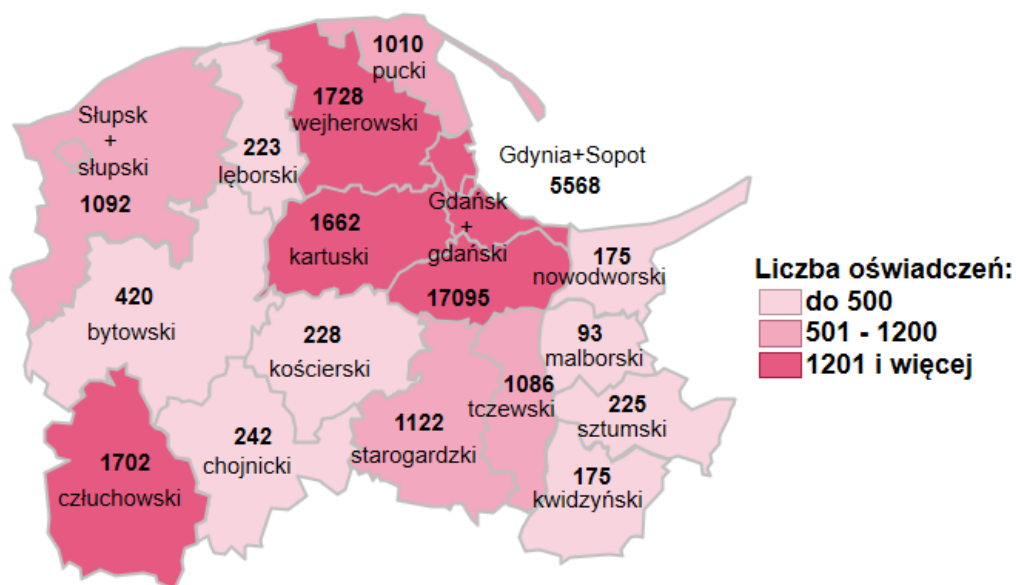 1010
pucki
1728
wejherowski
Słupsk
+
słupski
1092
223
lęborski
Gdynia+Sopot
5568
1662
kartuski
Gdańsk
+
gdański
17095
175
nowodworski
420
bytowski
228
kościerski
93
malborski
1086
tczewski
225
sztumski
1122
starogardzki
242
chojnicki
1702
człuchowski
175
kwidzyński
Liczba oświadczeń:
do 500
501 - 1200
1201 i więcej